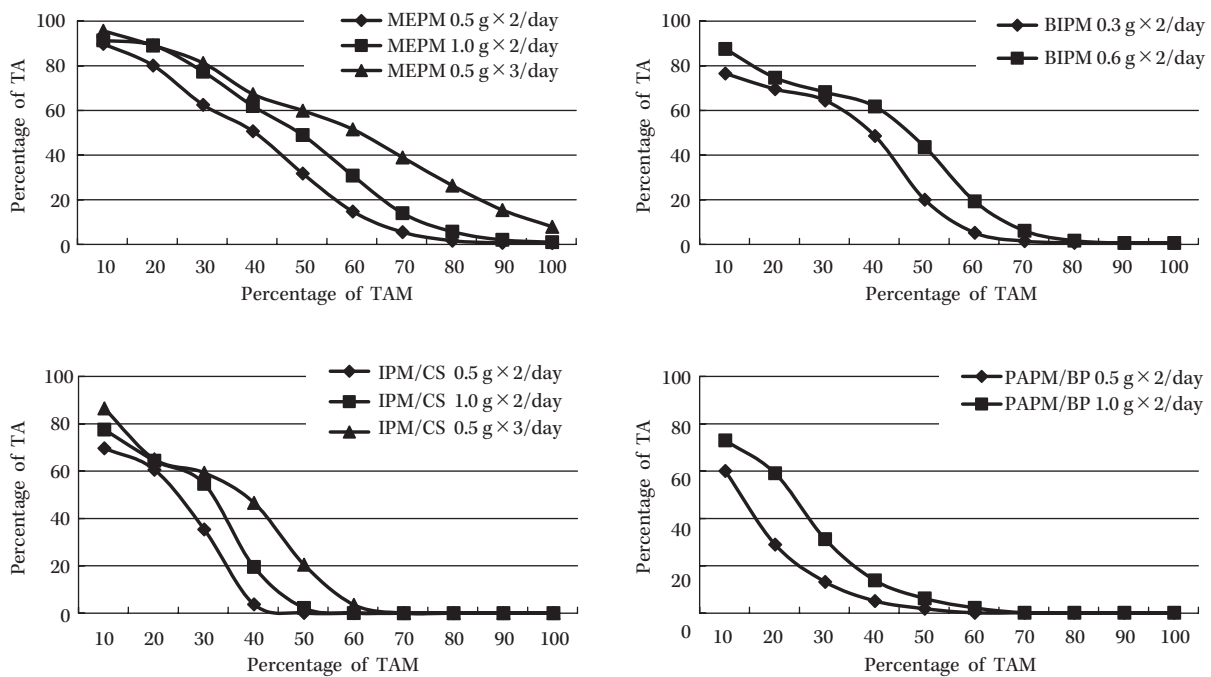 MEPM 0.5 g × 2/day
MEPM 1.0 g × 2/day
MEPM 0.5 g × 3/day
Percentage of TA
100
80
60
40
20
0
10 20 30 40 50 60 70 80 90 100
Percentage of TAM
BIPM 0.3 g × 2/day
BIPM 0.6 g × 2/day
Percentage of TA
100
80
60
40
20
0
10 20 30 40 50 60 70 80 90 100
Percentage of TAM
IPM/CS 0.5 g × 2/day
IPM/CS 1.0 g × 2/day
IPM/CS 0.5 g × 3/day
Percentage of TA
100
80
60
40
20
0
10 20 30 40 50 60 70 80 90 100
Percentage of TAM
PAPM/BP 0.5 g × 2/day
PAPM/BP 1.0 g × 2/day
Percentage of TA
100
80
60
40
20
0
10 20 30 40 50 60 70 80 90 100
Percentage of TAM